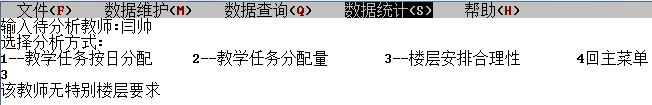 文件(F) 数据维护(M) 数据查询(Q) 数据统计(S) 帮助(H)
输入待分析教师:闫帅
选择分析方式:
1--教学任务按日分配 2--教学任务分配量 3--楼层安排合理性 4回主菜单
3
该教师无特别楼层要求